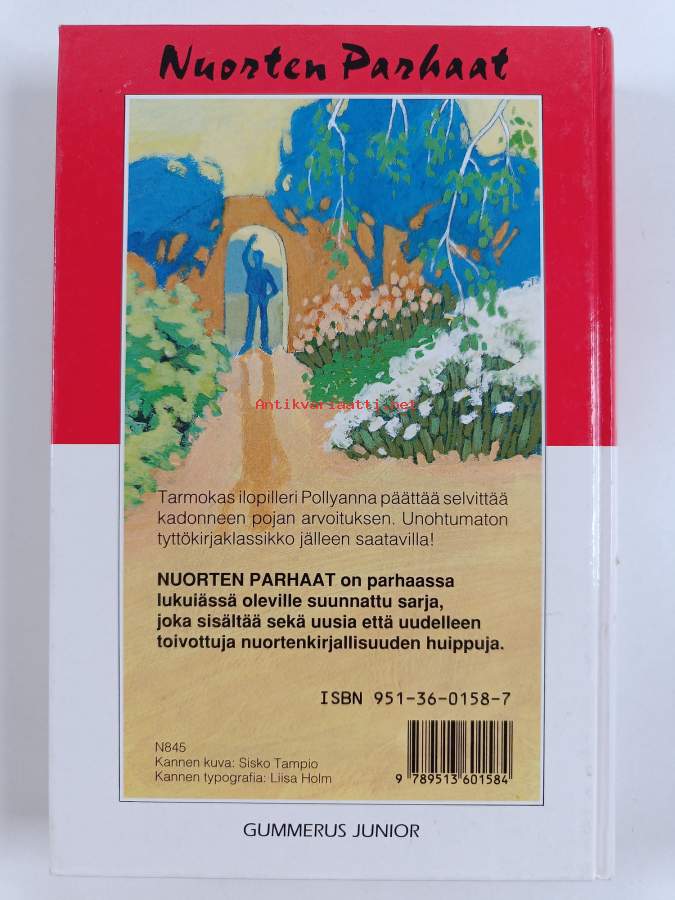 Nuorten Parhaat
Antikvariaatti.net
Tarmokas ilopilleri Pollyanna päättää selvittää
kadonneen pojan arvoituksen. Unohtumaton
tyttökirjaklassikko jälleen saatavilla!
NUORTEN PARHAAT on parhaassa
lukuiässä oleville suunnattu sarja,
joka sisältää sekä uusia että uudelleen
toivottuja nuortenkirjallisuuden huippuja.
ISBN 951-36-0158-7
N845
Kannen kuva: Sisko Tampio
Kannen typografia: Liisa Holm
9 789513 601584
GUMMERUS JUNIOR